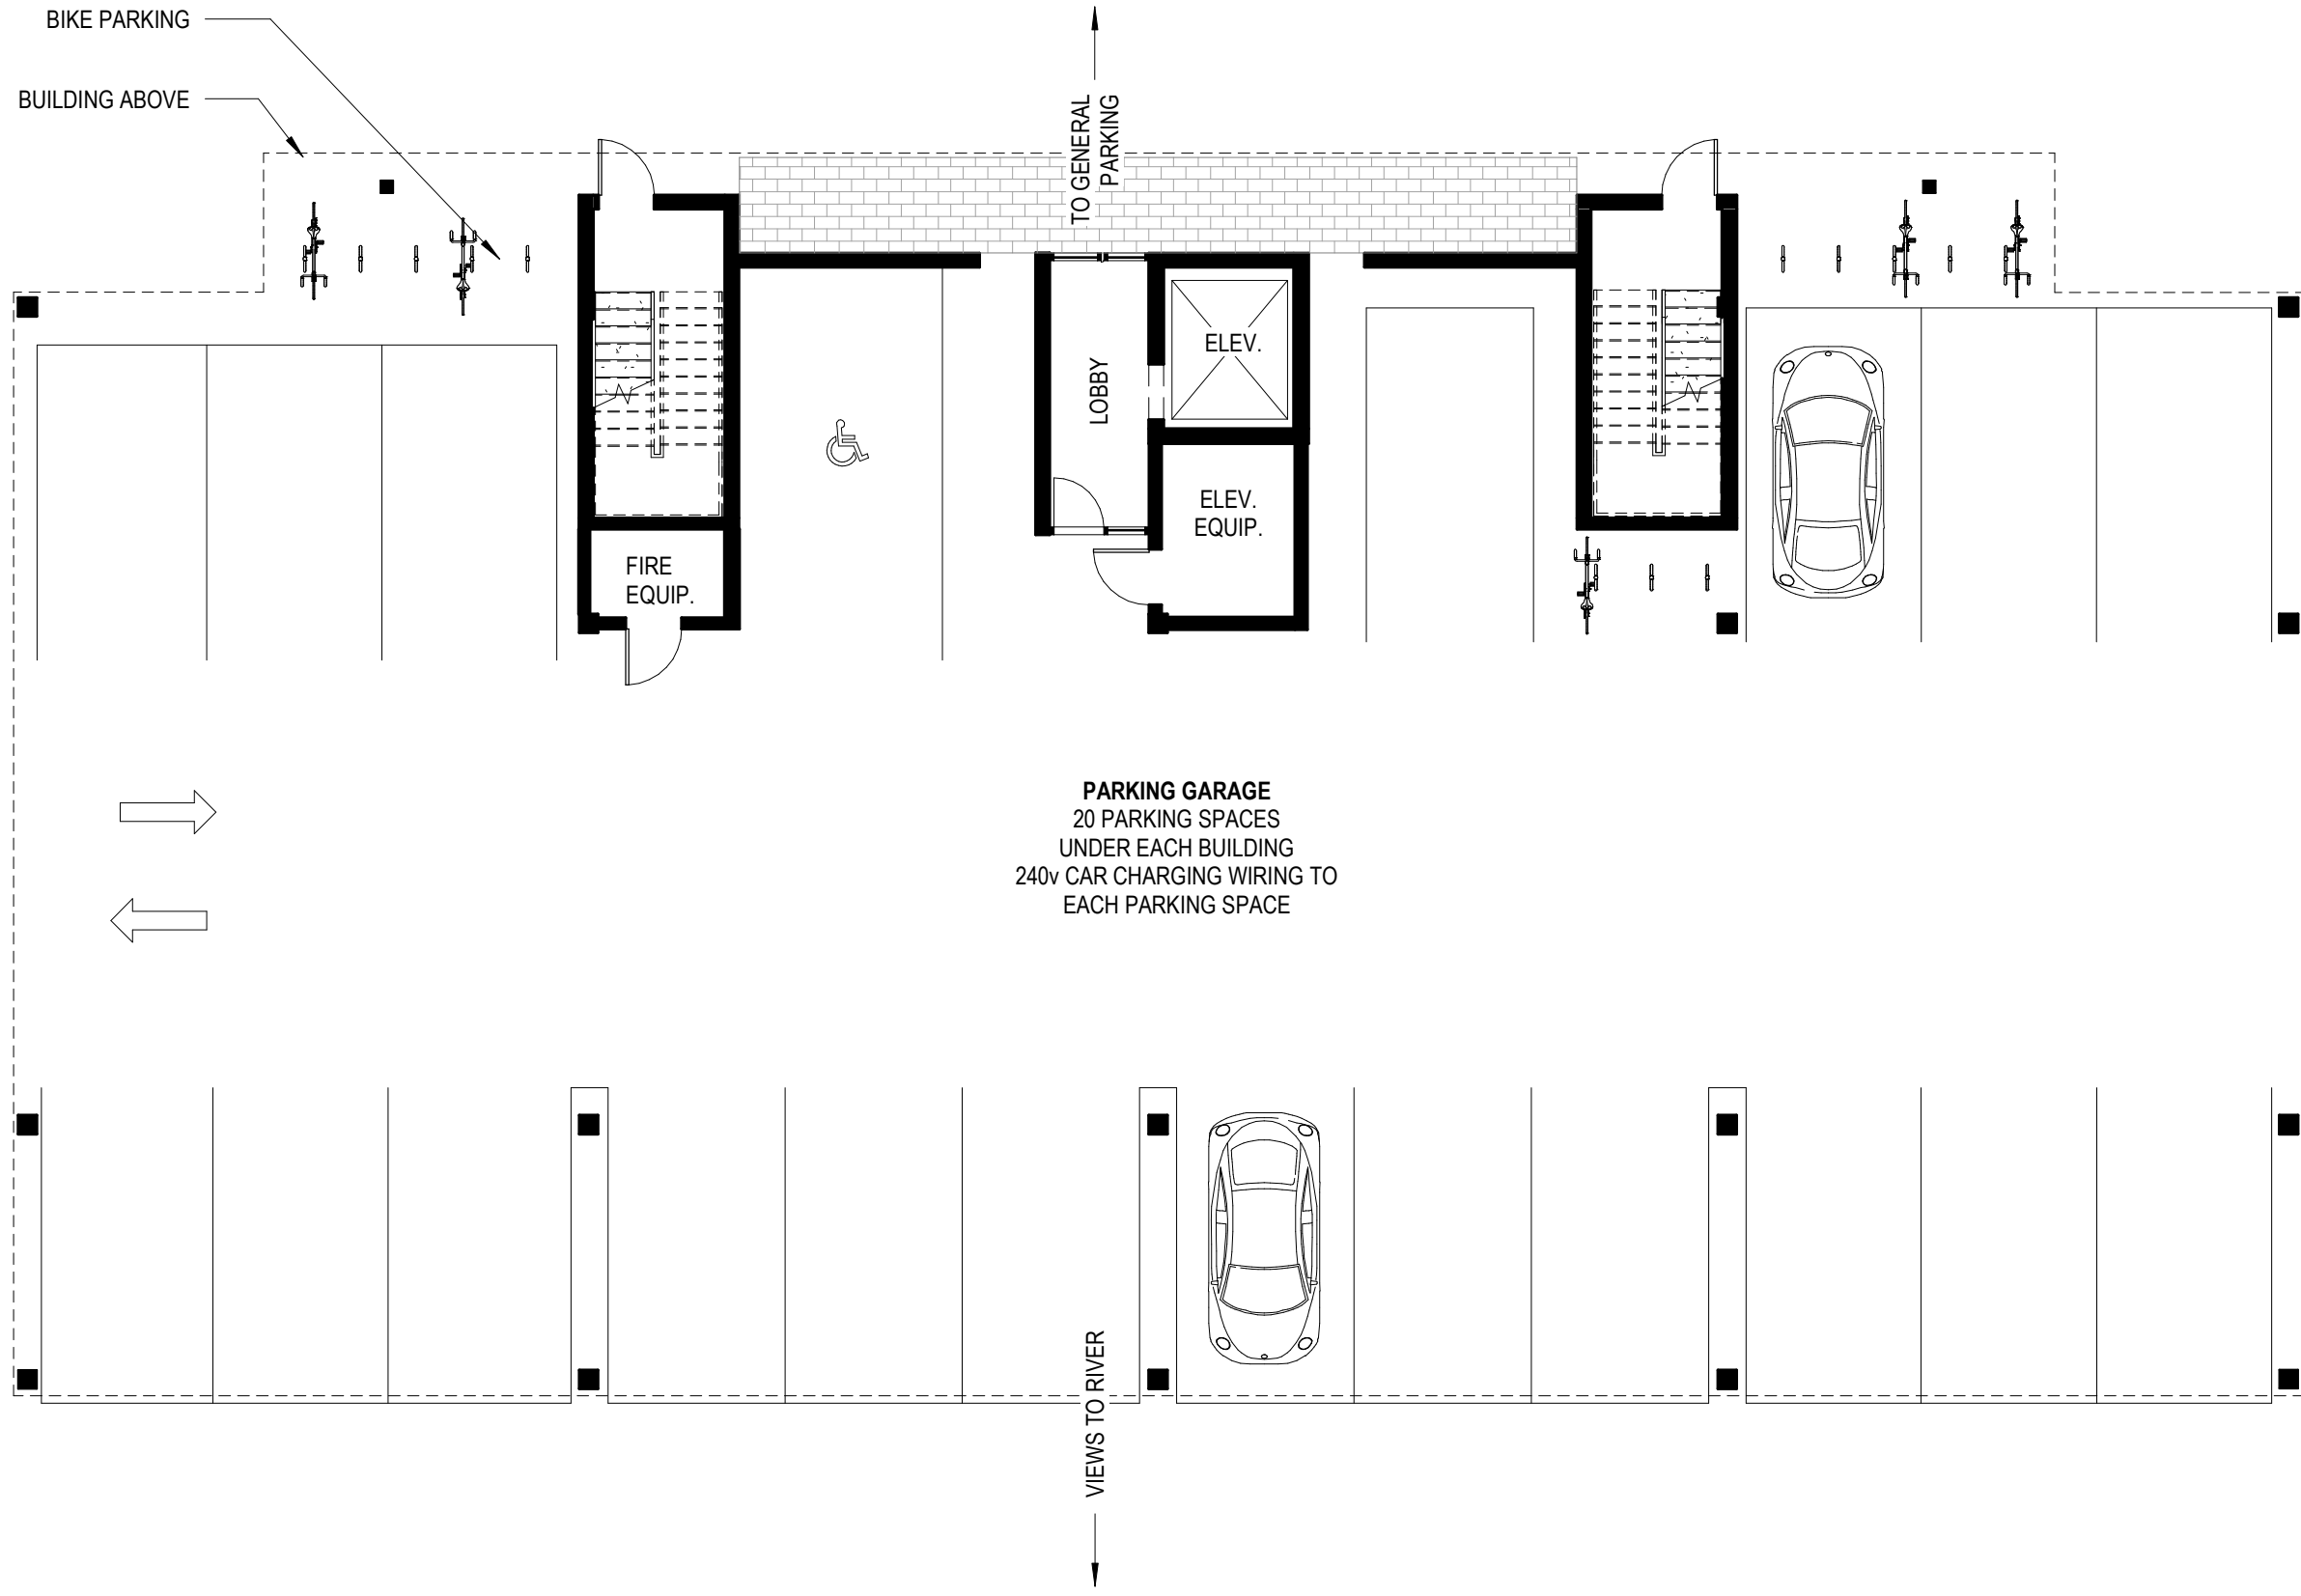 BIKE PARKING
BUILDING ABOVE
TO GENERAL
PARKING
ELEV.
LOBBY
ELEV.
EQUIP.
FIRE
EQUIP.
PARKING GARAGE
20 PARKING SPACES
UNDER EACH BUILDING
240v CAR CHARGING WIRING TO
EACH PARKING SPACE
VIEWS TO RIVER